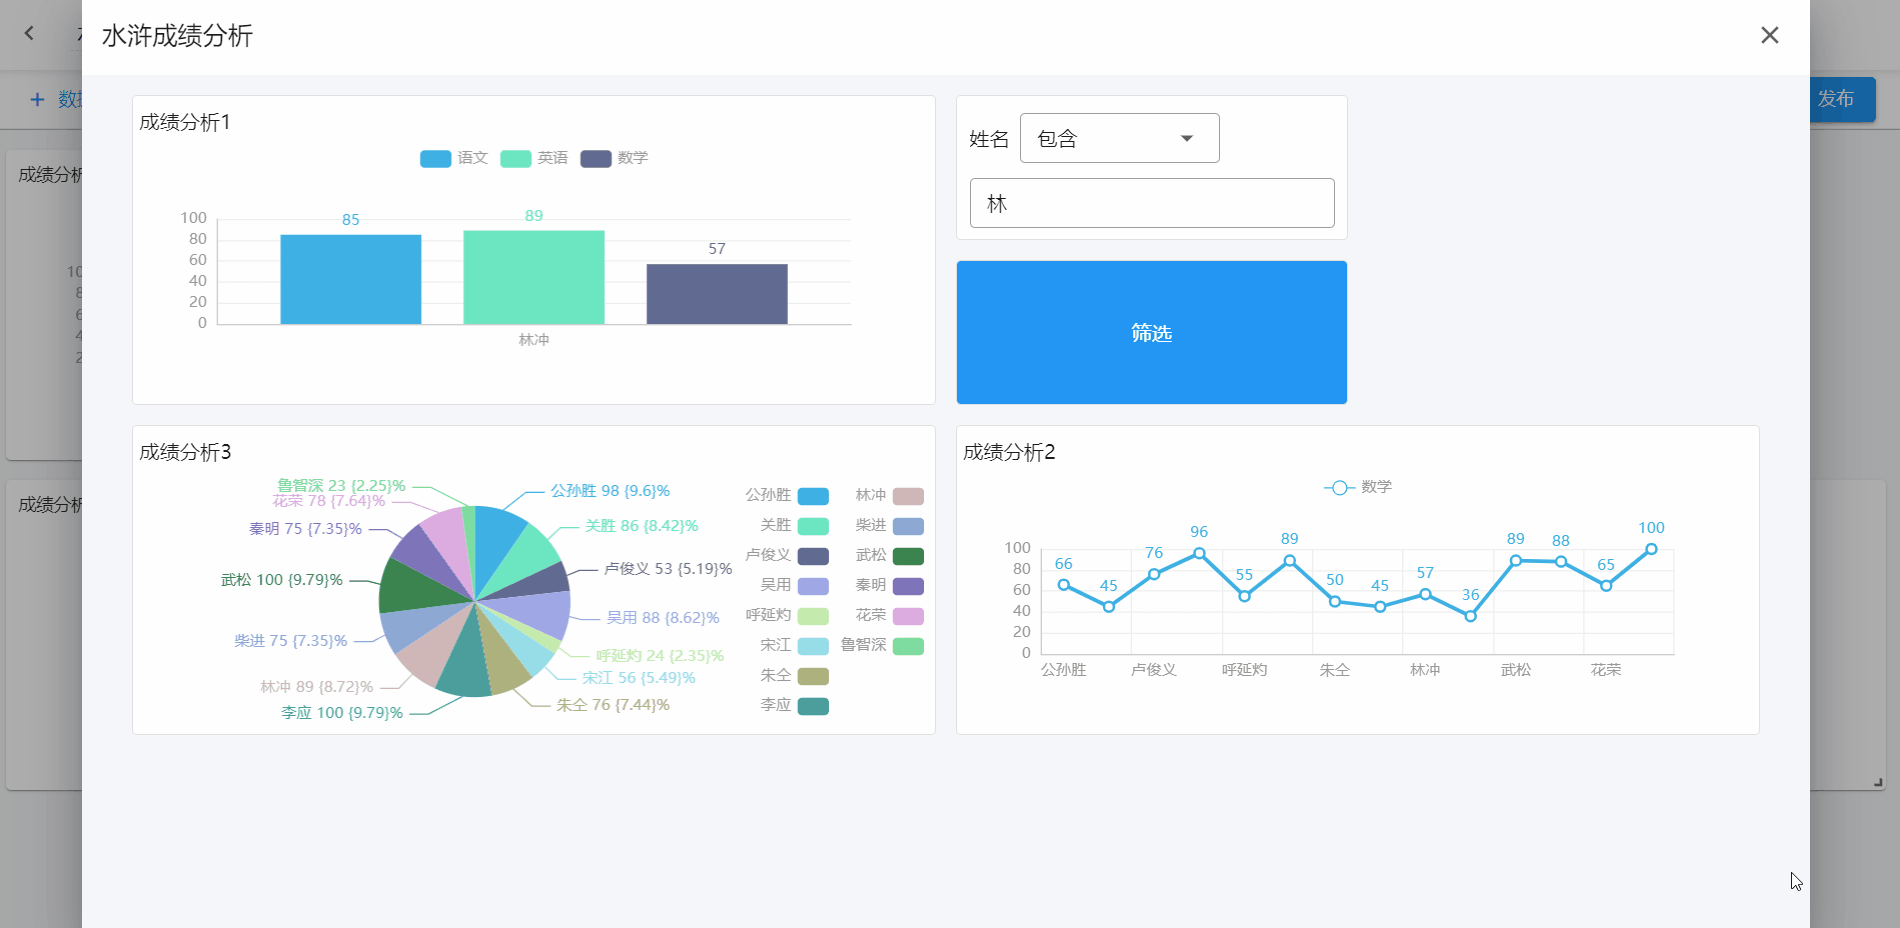 水浒成绩分析
数据
发布
成绩分析
成绩分析
成绩分析1
语文 英语 数学
100
80
60
40
20
0
85
89
57
林冲
姓名 包含
林
筛选
成绩分析3
鲁智深 23 {2.25}%
花荣 78 {7.64}%
秦明 75 {7.35}%
武松 100 {9.79}%
柴进 75 {7.35}%
林冲 89 {8.72}%
李应 100 {9.79}%
公孙胜 98 {9.6}%
关胜 86 {8.42}%
卢俊义 53 {5.19}%
吴用 88 {8.62}%
呼延灼 24 {2.35}%
宋江 56 {5.49}%
朱仝 76 {7.44}%
公孙胜 林冲
关胜 柴进
卢俊义 武松
吴用 秦明
呼延灼 花荣
宋江 鲁智深
朱仝
李应
成绩分析2
数学
100
80
60
40
20
0
66 45 76 96 55 89 50 45 57 36 89 88 65 100
公孙胜 卢俊义 呼延灼 朱仝 林冲 武松 花荣